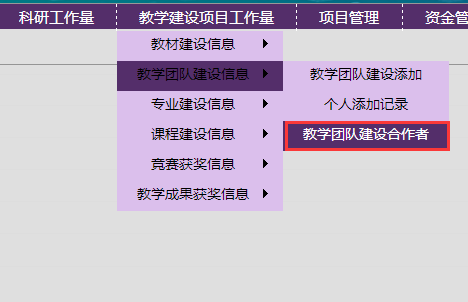 科研工作量 教学建设项目工作量 项目管理 资金管
教材建设信息
教学团队建设信息 教学团队建设添加
专业建设信息 个人添加记录
课程建设信息 教学团队建设合作者
竟赛获奖信息
教学成果获奖信息